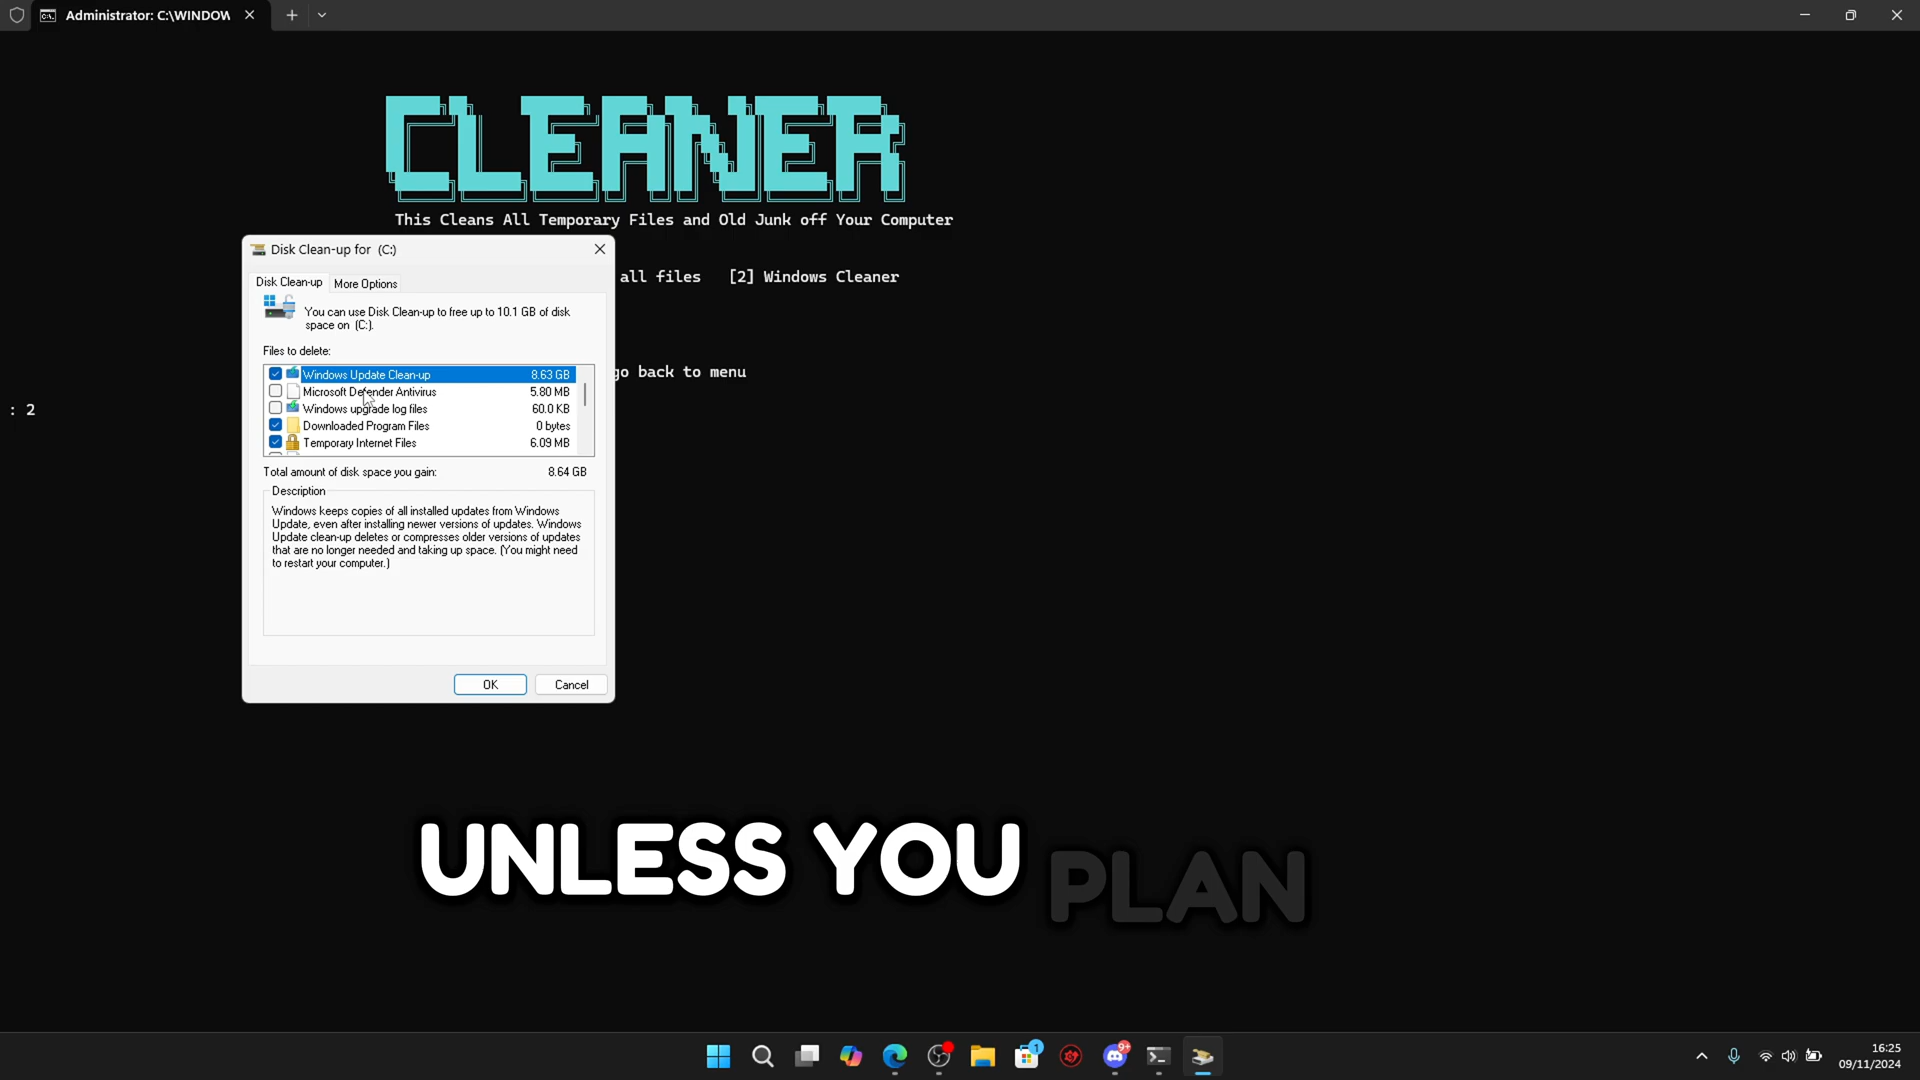 Administrator: C:\WINDOW
CLEANER
This Cleans All Temporary Files and Old Junk off Your Computer
Disk Clean-up for (C:)
all files [2] Windows Cleaner
Disk Clean-up More Options
You can use Disk Clean-up to free up to 10.1 GB of disk
space on (C:).
Files to delete:
Windows Update Clean-up 8.63 GB
go back to menu
Microsoft Defender Antivirus 5.80 MB
Windows upgrade log files 60.0 KB
: 2
Downloaded Program Files 0 bytes
Temporary Internet Files 6.09 MB
Total amount of disk space you gain: 8.64 GB
Description
Windows keeps copies of all installed updates from Windows
Update, even after installing newer versions of updates. Windows
Update clean-up deletes or compresses older versions of updates
that are no longer needed and taking up space. (You might need
to restart your computer.)
OK Cancel
UNLESS YOU PLAN
1
9+
16:25
09/11/2024